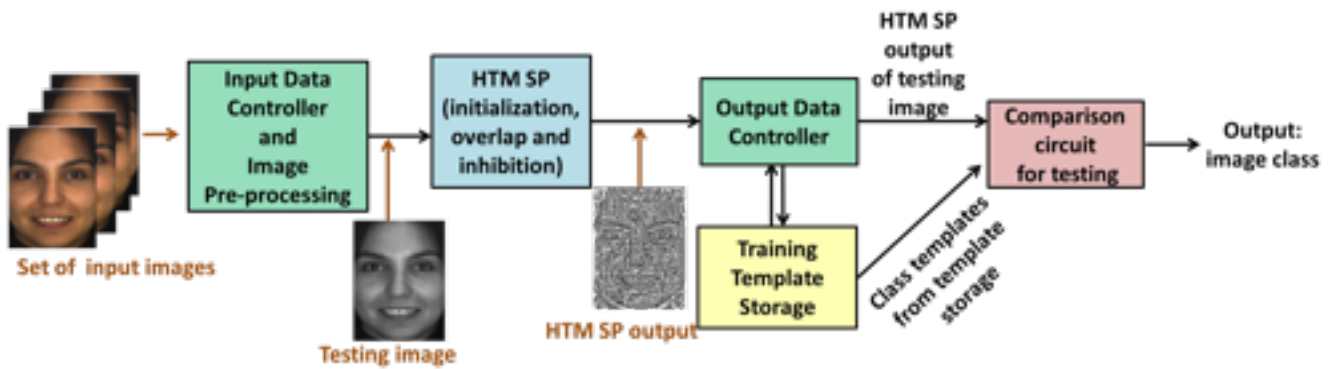 Set of input images
Input Data
Controller
and
Image
Pre-processing
Testing image
HTM SP
(initialization,
overlap and
inhibition)
HTM SP output
Output Data
Controller
Training
Template
Storage
HTM SP
output
of testing
image
Class templates
from template
storage
Comparison
circuit
for testing
Output:
image class